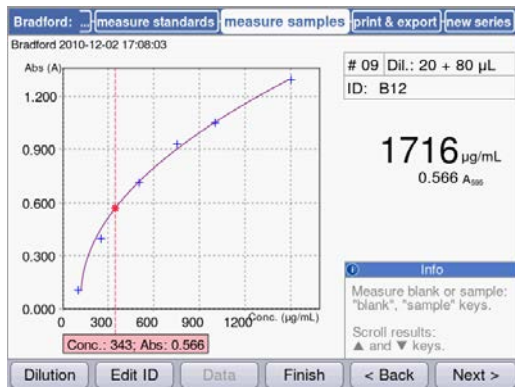 Bradford: ... measure standards measure samples print & export new series
Bradford 2010-12-02 17:08:03
Abs (A)
1.200
0.900
0.600
0.300
0.000
0 300 600 900 1200 Conc. (µg/mL)
Conc.: 343; Abs: 0.566
# 09 Dil.: 20 + 80 µL
ID: B12
1716 µg/mL
0.566 A595
Info
Measure blank or sample:
"blank", "sample" keys.
Scroll results:
▲ and ▼ keys.
Dilution Edit ID Data Finish < Back Next >